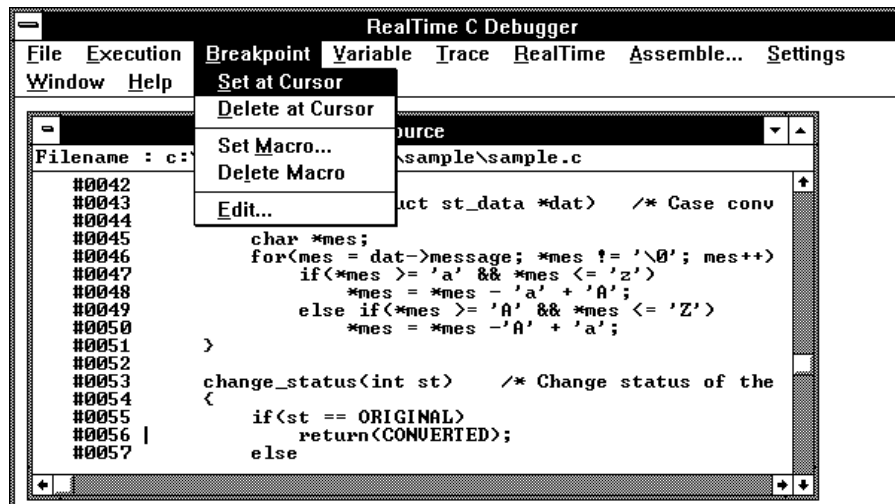 RealTime C Debugger
File Execution Breakpoint Variable Trace RealTime Assemble... Settings
Window Help
Set at Cursor
Delete at Cursor
Set Macro...
Delete Macro
Edit...
ource
Filename : c:\ \sample\sample.c
#0042
#0043 uct st_data *dat) /* Case conv
#0044
#0045 char *mes;
#0046 for(mes = dat->message; *mes != '\0'; mes++)
#0047 if(*mes >= 'a' && *mes <= 'z')
#0048 *mes = *mes - 'a' + 'A';
#0049 else if(*mes >= 'A' && *mes <= 'Z')
#0050 *mes = *mes -'A' + 'a';
#0051 }
#0052
#0053 change_status(int st) /* Change status of the
#0054 {
#0055 if(st == ORIGINAL)
#0056 | return(CONVERTED);
#0057 else